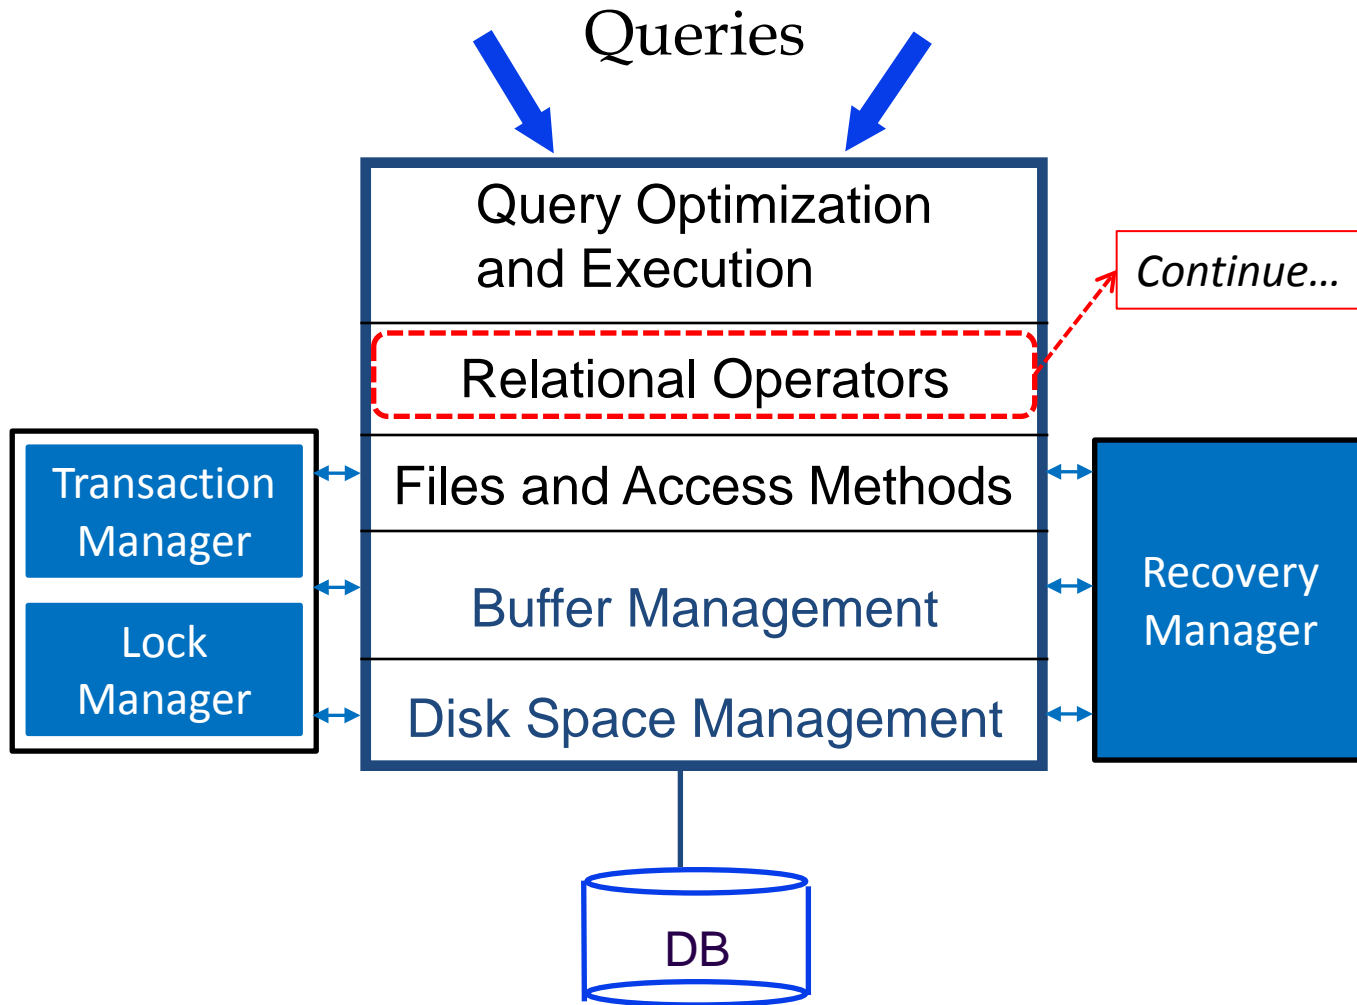 Queries
Query Optimization
and Execution
Continue...
Relational Operators
Transaction
Manager
Files and Access Methods
Recovery
Manager
Buffer Management
Lock
Manager
Disk Space Management
DB